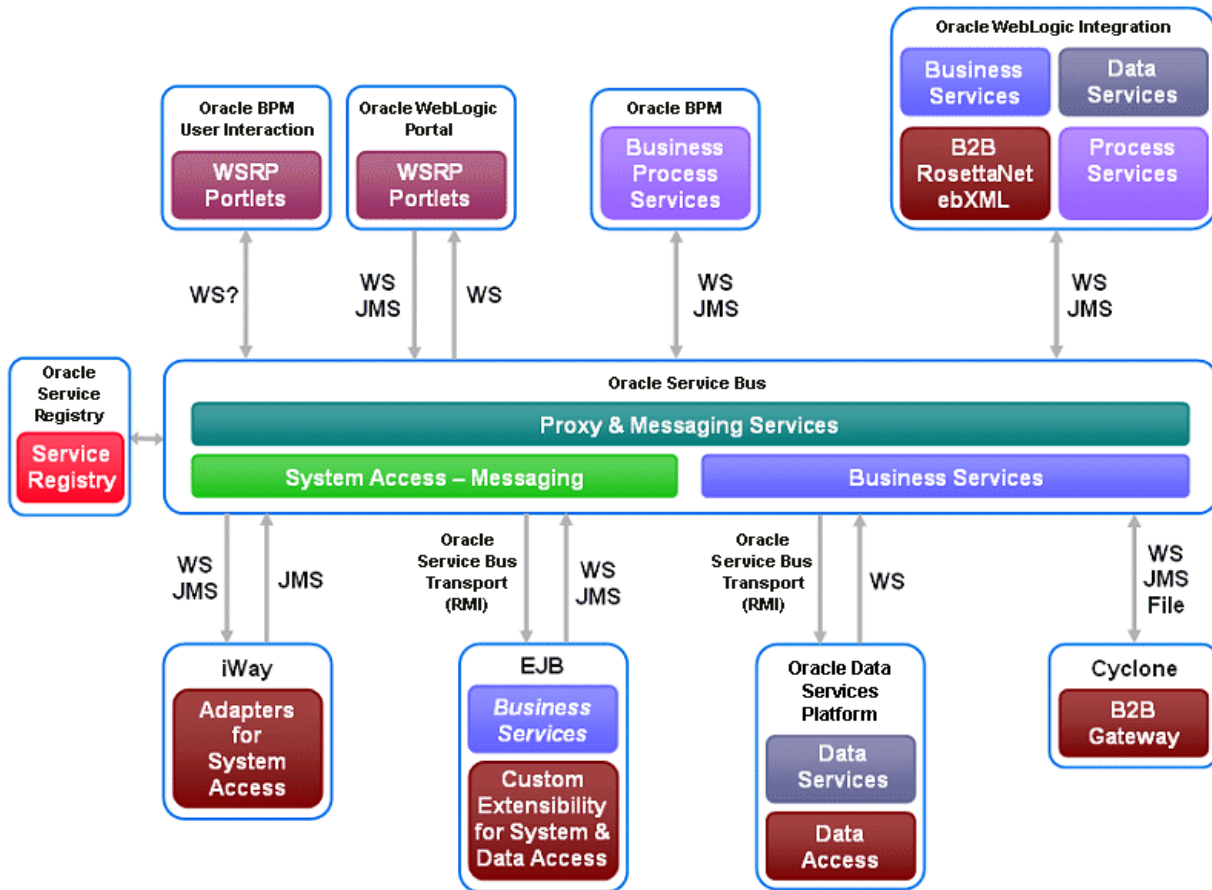 Oracle WebLogic Integration
Business
Services
Data
Services
B2B
RosettaNet
ebXML
Process
Services
Oracle BPM
User Interaction
WSRP
Portlets
Oracle WebLogic
Portal
WSRP
Portlets
Oracle BPM
Business
Process
Services
WS?
WS
JMS
WS
WS
JMS
WS
JMS
Oracle
Service
Registry
Service
Registry
Oracle Service Bus
Proxy & Messaging Services
System Access – Messaging
Business Services
WS
JMS
JMS
Oracle
Service Bus
Transport
(RMI)
WS
JMS
Oracle
Service Bus
Transport
(RMI)
WS
WS
JMS
File
iWay
Adapters
for
System
Access
EJB
Business
Services
Custom
Extensibility
for System &
Data Access
Oracle Data
Services
Platform
Data
Services
Data
Access
Cyclone
B2B
Gateway